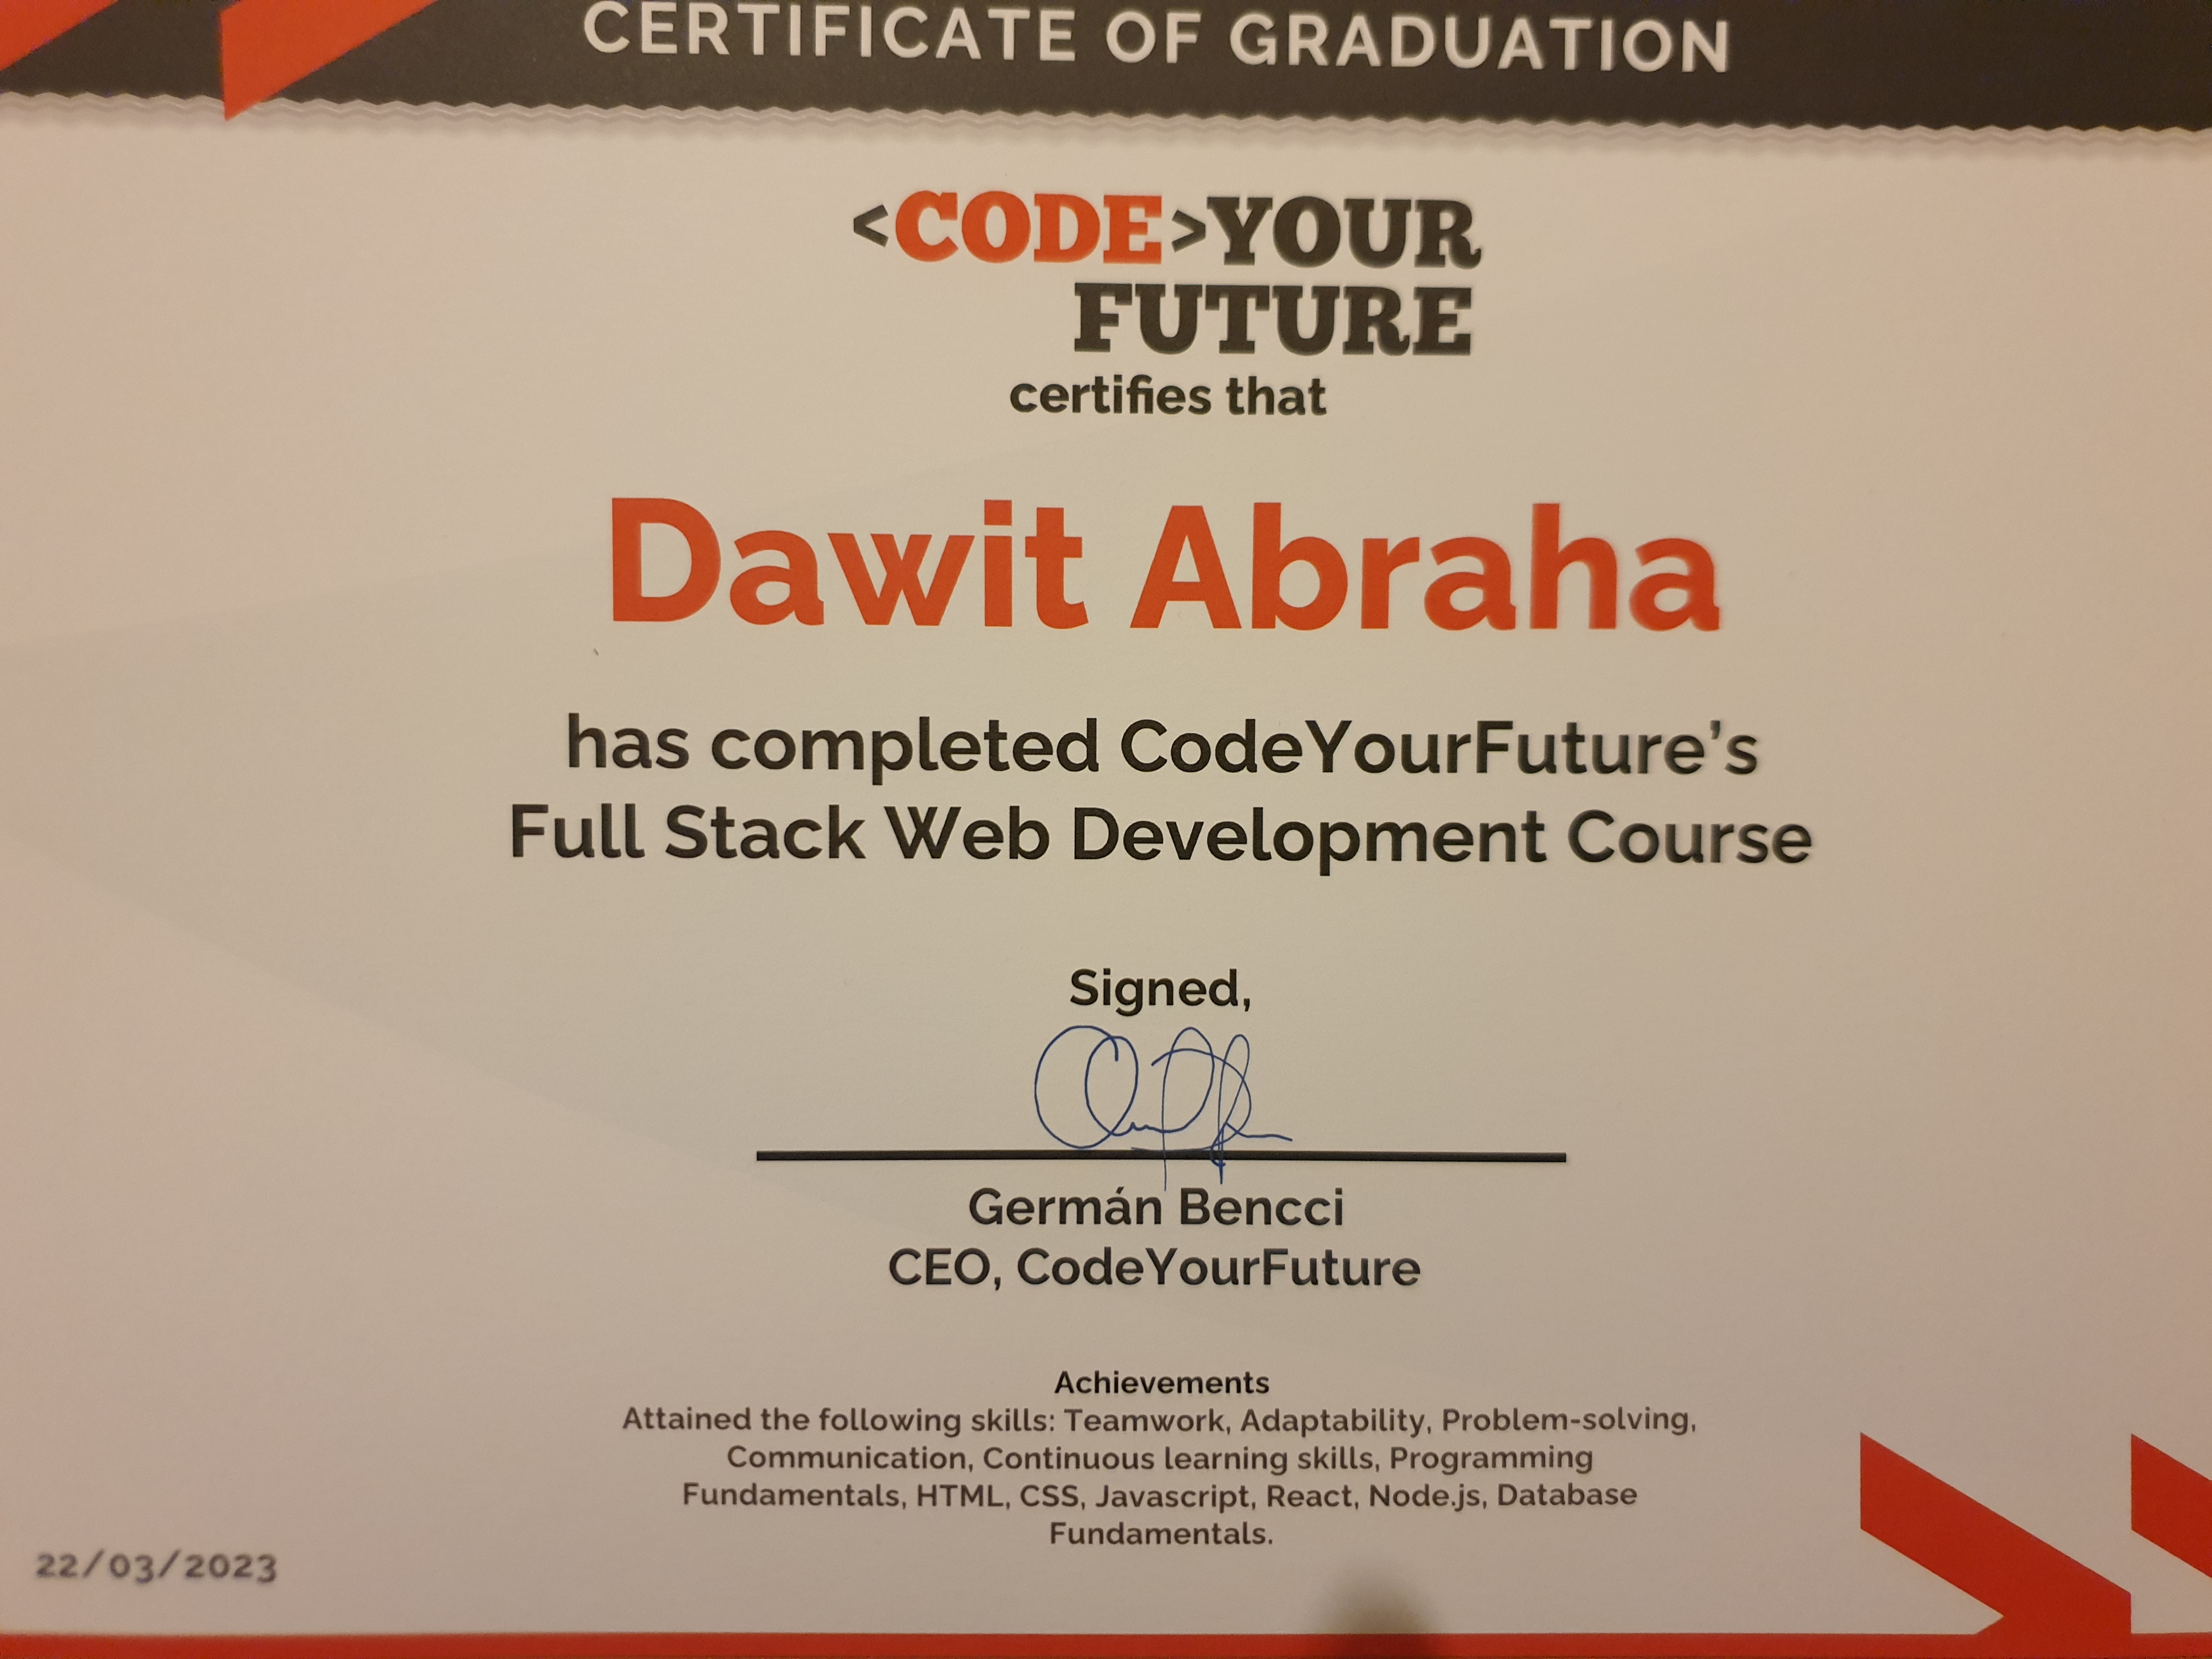 CERTIFICATE OF GRADUATION
<CODE>YOUR
FUTURE
certifies that
Dawit Abraha
has completed CodeYourFuture’s
Full Stack Web Development Course
Signed,
Germán Bencci
CEO, CodeYourFuture
Achievements
Attained the following skills: Teamwork, Adaptability, Problem-solving,
Communication, Continuous learning skills, Programming
Fundamentals, HTML, CSS, Javascript, React, Node.js, Database
Fundamentals.
22/03/2023